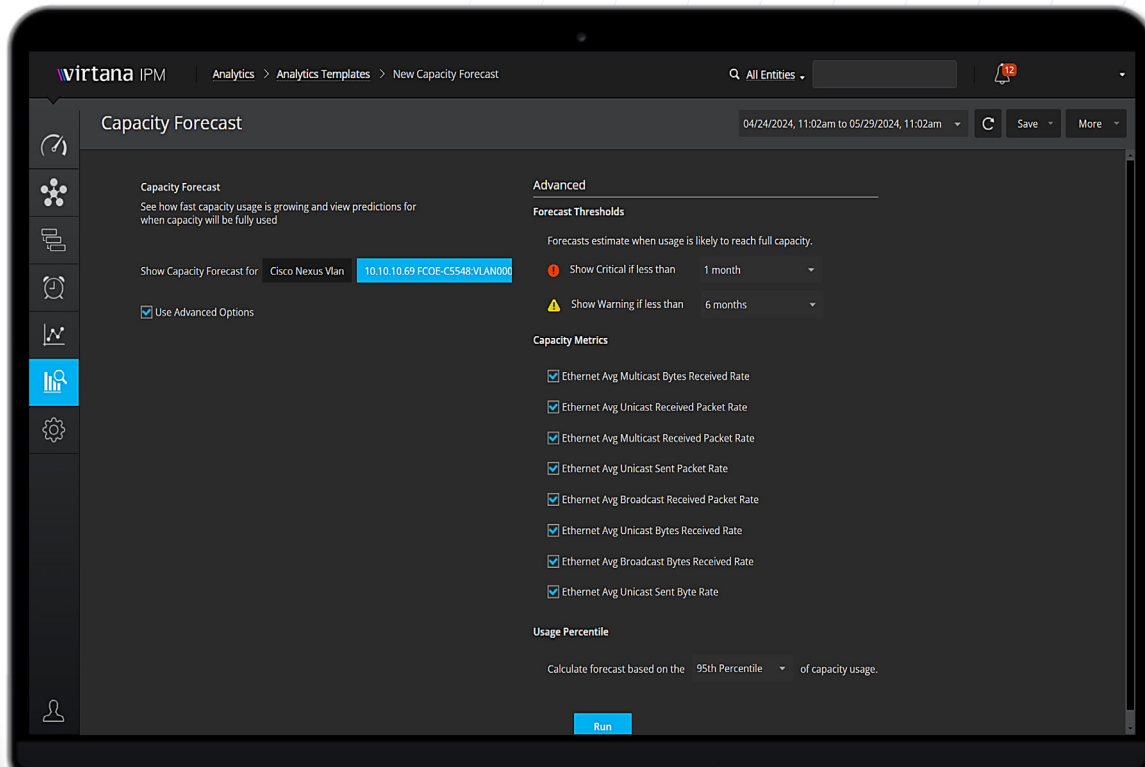 virtana IPM
Analytics > Analytics Templates > New Capacity Forecast
All Entities
12
Capacity Forecast
04/24/2024, 11:02am to 05/29/2024, 11:02am
Save
More
Capacity Forecast
See how fast capacity usage is growing and view predictions for
when capacity will be fully used
Show Capacity Forecast for
Cisco Nexus Vlan
10.10.10.69 FCOE-C5548:VLAN000
Use Advanced Options
Advanced
Forecast Thresholds
Forecasts estimate when usage is likely to reach full capacity.
Show Critical if less than
1 month
Show Warning if less than
6 months
Capacity Metrics
Ethernet Avg Multicast Bytes Received Rate
Ethernet Avg Unicast Received Packet Rate
Ethernet Avg Multicast Received Packet Rate
Ethernet Avg Unicast Sent Packet Rate
Ethernet Avg Broadcast Received Packet Rate
Ethernet Avg Unicast Bytes Received Rate
Ethernet Avg Broadcast Bytes Received Rate
Ethernet Avg Unicast Sent Byte Rate
Usage Percentile
Calculate forecast based on the 95th Percentile of capacity usage.
Run